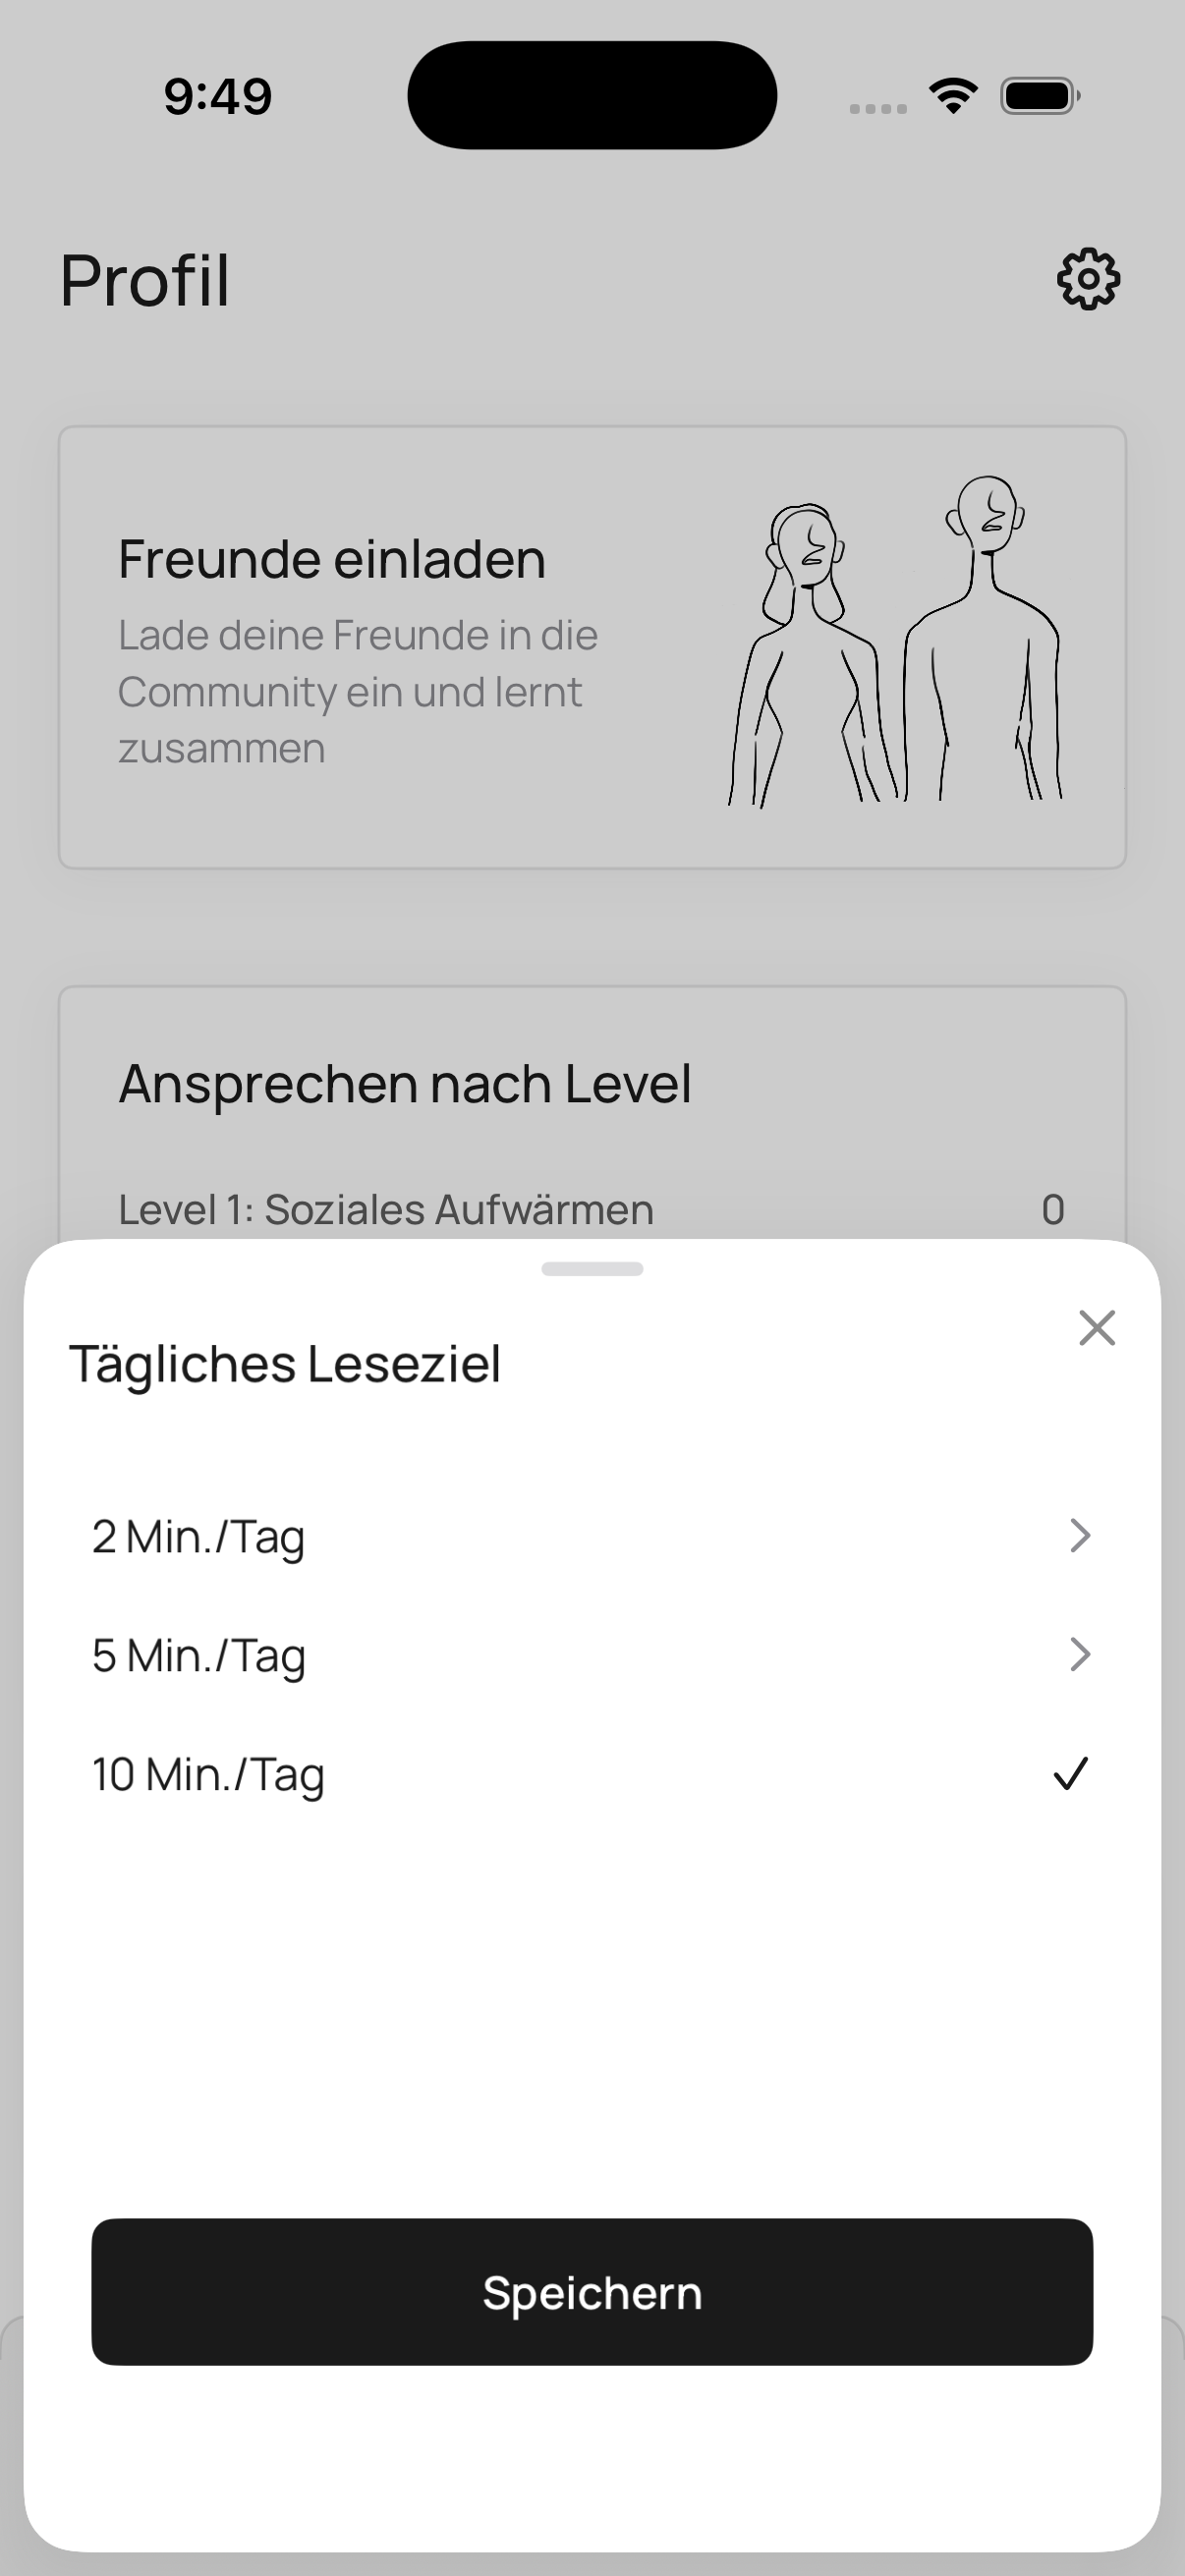 9:49
Profil
Freunde einladen
Lade deine Freunde in die
Community ein und lernt
zusammen
Ansprechen nach Level
Level 1: Soziales Aufwärmen 0
Tägliches Leseziel
2 Min./Tag
5 Min./Tag
10 Min./Tag
Speichern